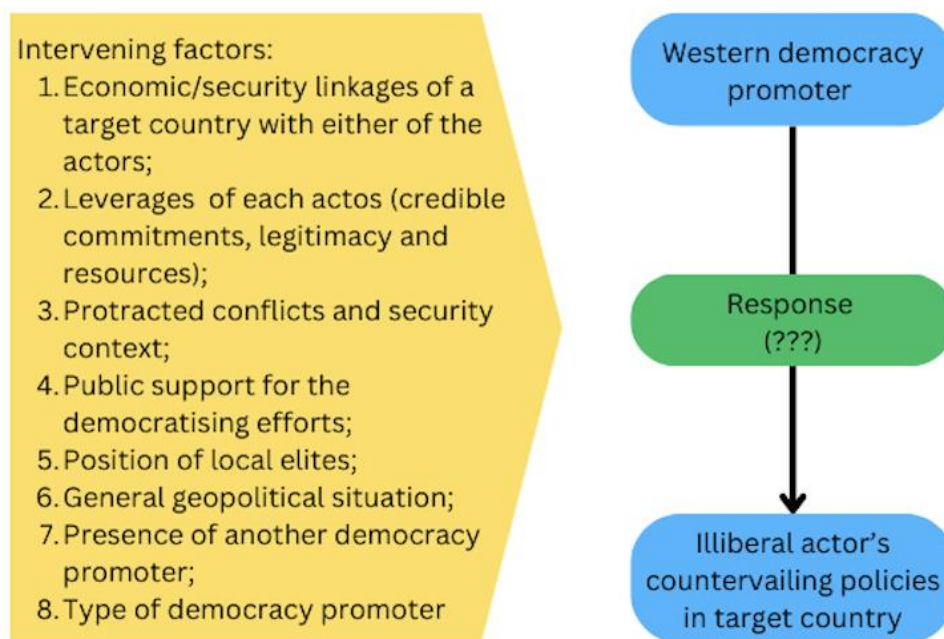 Intervening factors:
1. Economic/security linkages of a
target country with either of the
actors;
2. Leverages of each actos (credible
commitments, legitimacy and
resources);
3. Protracted conflicts and security
context;
4. Public support for the
democratising efforts;
5. Position of local elites;
6. General geopolitical situation;
7. Presence of another democracy
promoter;
8. Type of democracy promoter
Western democracy
promoter
Response
(???)
Illiberal actor's
countervailing policies
in target country